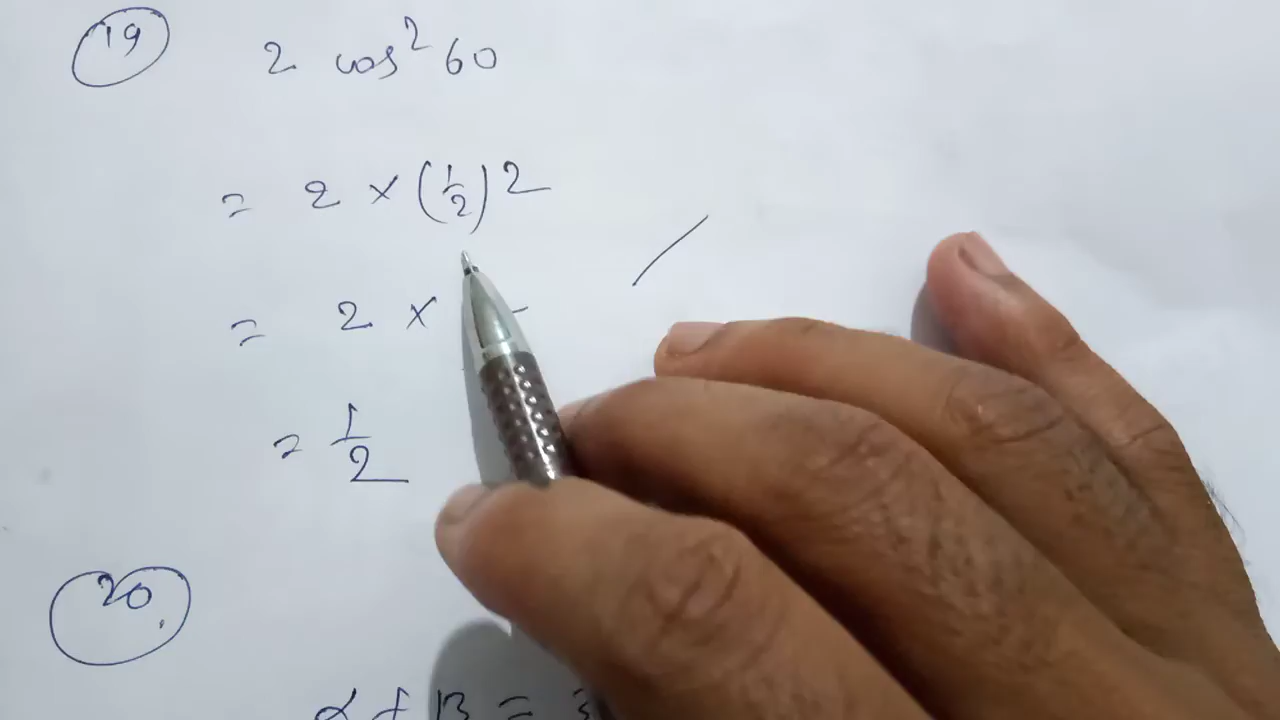 19 2 cos² 60
= 2 × (1/2)2
= 2 ×
= 1/2
20
α + β =